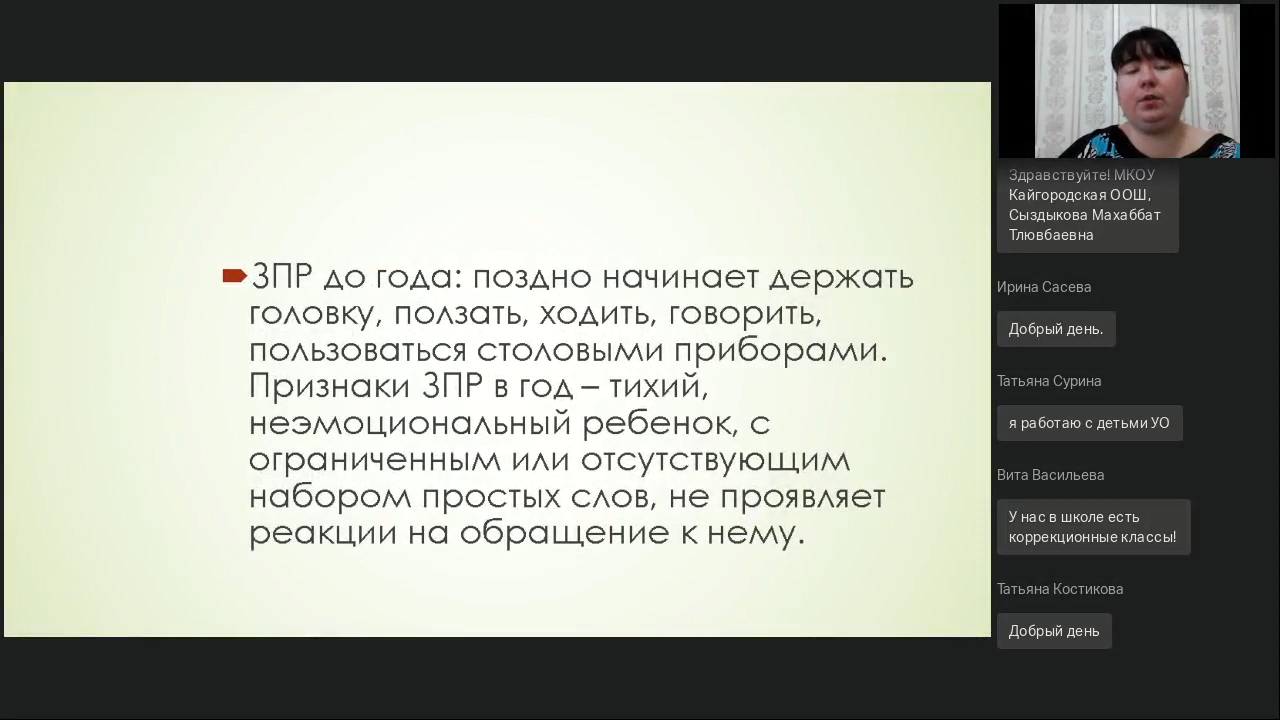 ЗПР до года: поздно начинает держать
головку, ползать, ходить, говорить,
пользоваться столовыми приборами.
Признаки ЗПР в год – тихий,
неэмоциональный ребенок, с
ограниченным или отсутствующим
набором простых слов, не проявляет
реакции на обращение к нему.
Здравствуйте! МКОУ
Кайгородская ООШ,
Сыздыкова Махаббат
Тлювбаевна
Ирина Сасева
Добрый день.
Татьяна Сурина
я работаю с детьми УО
Вита Васильева
У нас в школе есть
коррекционные классы!
Татьяна Костикова
Добрый день